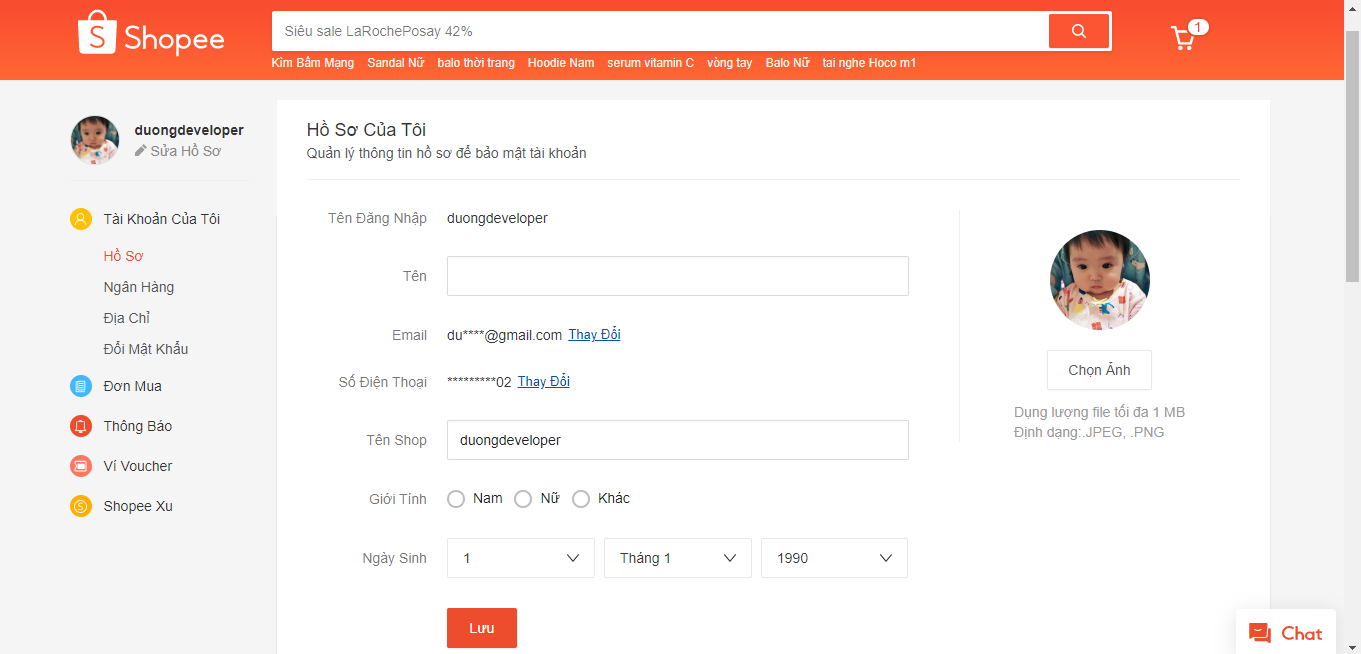 Shopee
Siêu sale LaRochePosay 42%
1
Kìm Bấm Mạng Sandal Nữ balo thời trang Hoodie Nam serum vitamin C vòng tay Balo Nữ tai nghe Hoco m1
duongdeveloper
Sửa Hồ Sơ
Tài Khoản Của Tôi
Hồ Sơ
Ngân Hàng
Địa Chỉ
Đổi Mật Khẩu
Đơn Mua
Thông Báo
Ví Voucher
Shopee Xu
Hồ Sơ Của Tôi
Quản lý thông tin hồ sơ để bảo mật tài khoản
Tên Đăng Nhập duongdeveloper
Tên
Email du****@gmail.com Thay Đổi
Số Điện Thoại *********02 Thay Đổi
Tên Shop duongdeveloper
Giới Tính Nam Nữ Khác
Ngày Sinh 1 Tháng 1 1990
Lưu
Chọn Ảnh
Dụng lượng file tối đa 1 MB
Định dạng:.JPEG, .PNG
Chat